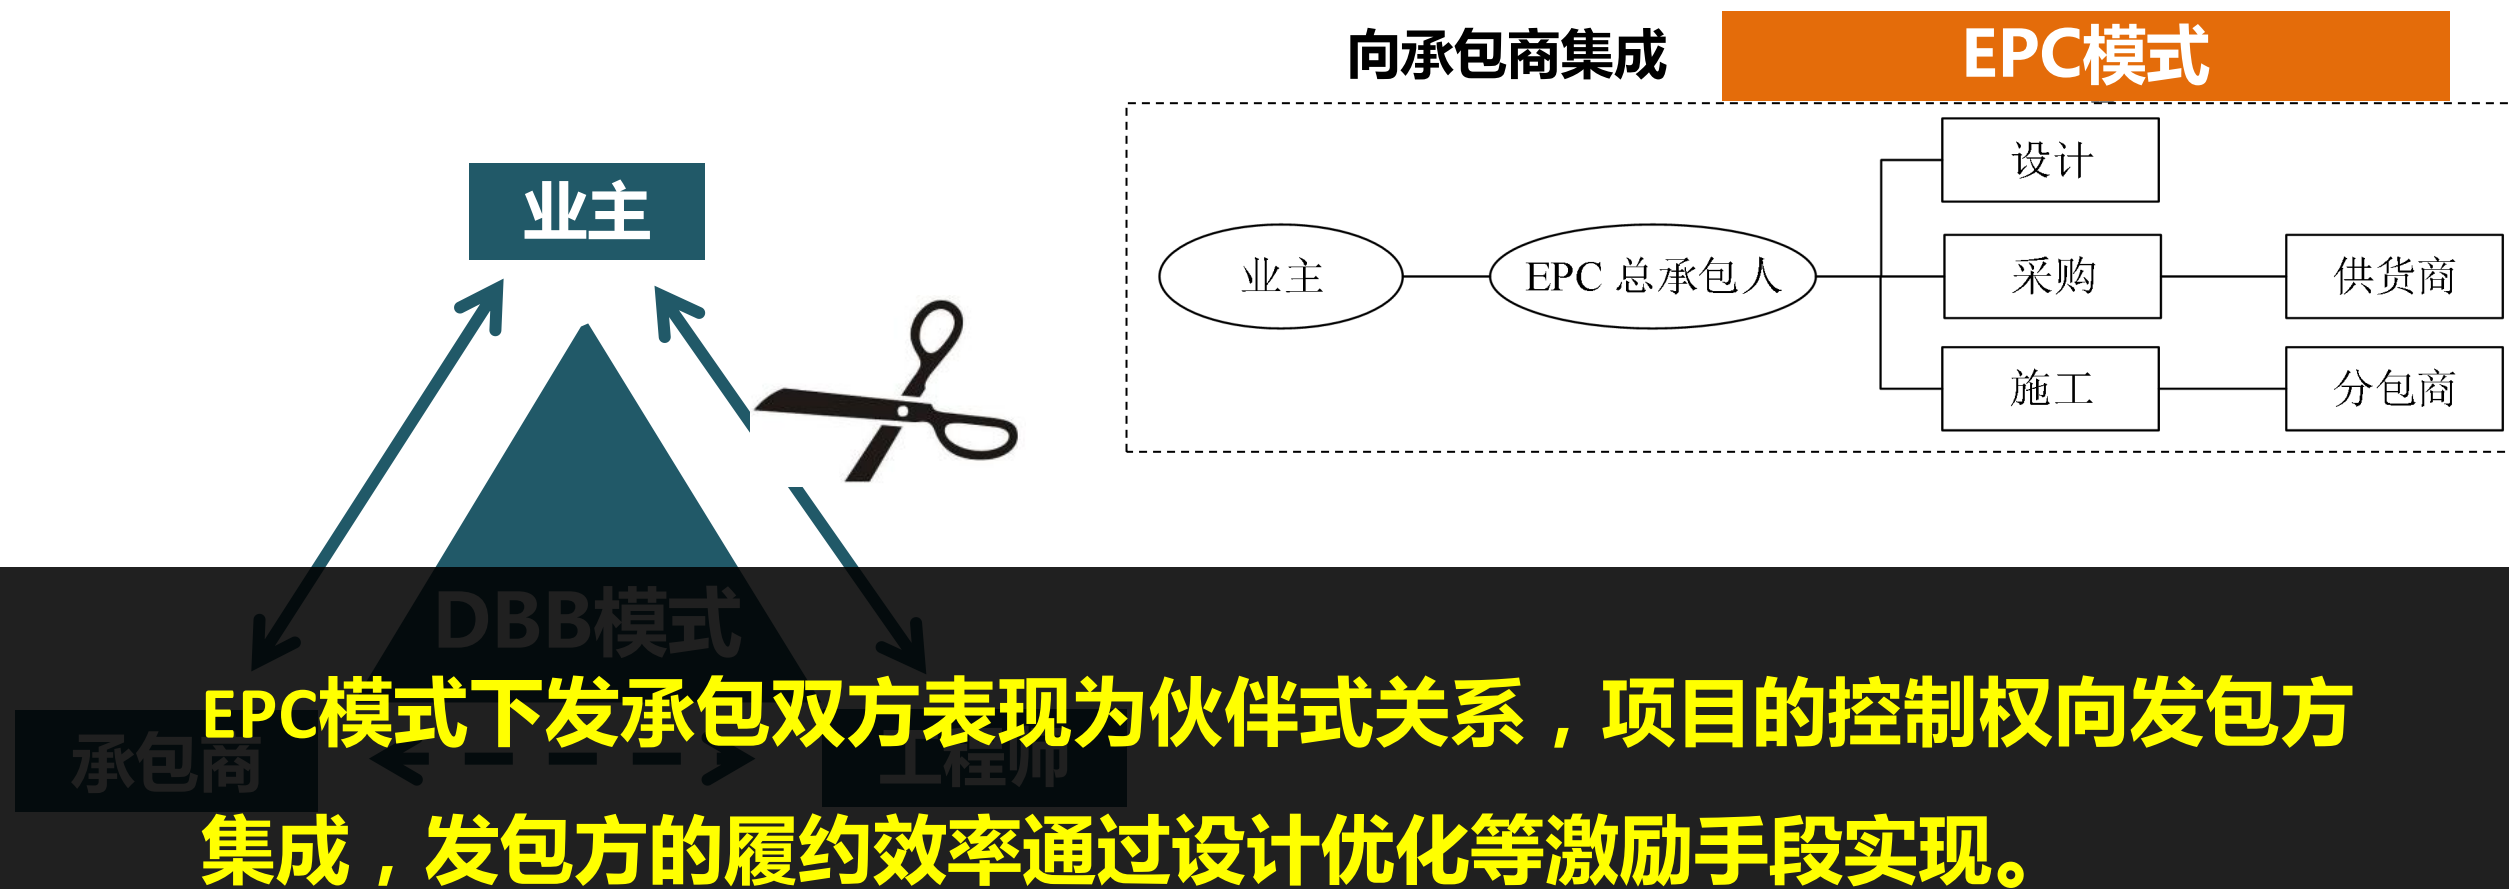 向承包商集成
EPC模式
业主
设计
业主
EPC 总承包人
采购
供货商
施工
分包商
DBB模式
EPC模式下发承包双方表现为伙伴式关系，项目的控制权向发包方
承包商
工程师
集成，发包方的履约效率通过设计优化等激励手段实现。